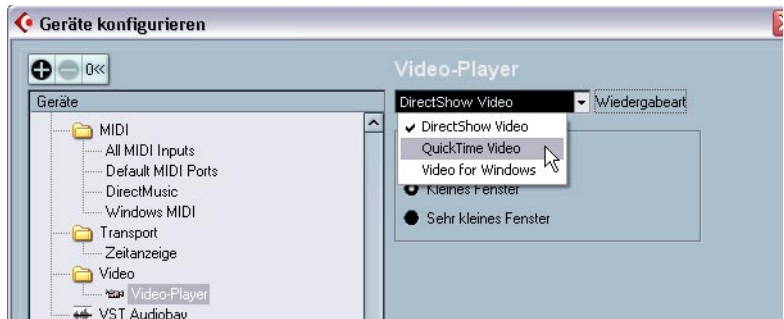 Geräte konfigurieren
0
Video-Player
Geräte
DirectShow Video
Wiedergabeart
MIDI
All MIDI Inputs
Default MIDI Ports
DirectMusic
Windows MIDI
Transport
Zeitanzeige
Video
Video-Player
VST Audiobay
DirectShow Video
QuickTime Video
Video for Windows
Kleines Fenster
Sehr kleines Fenster